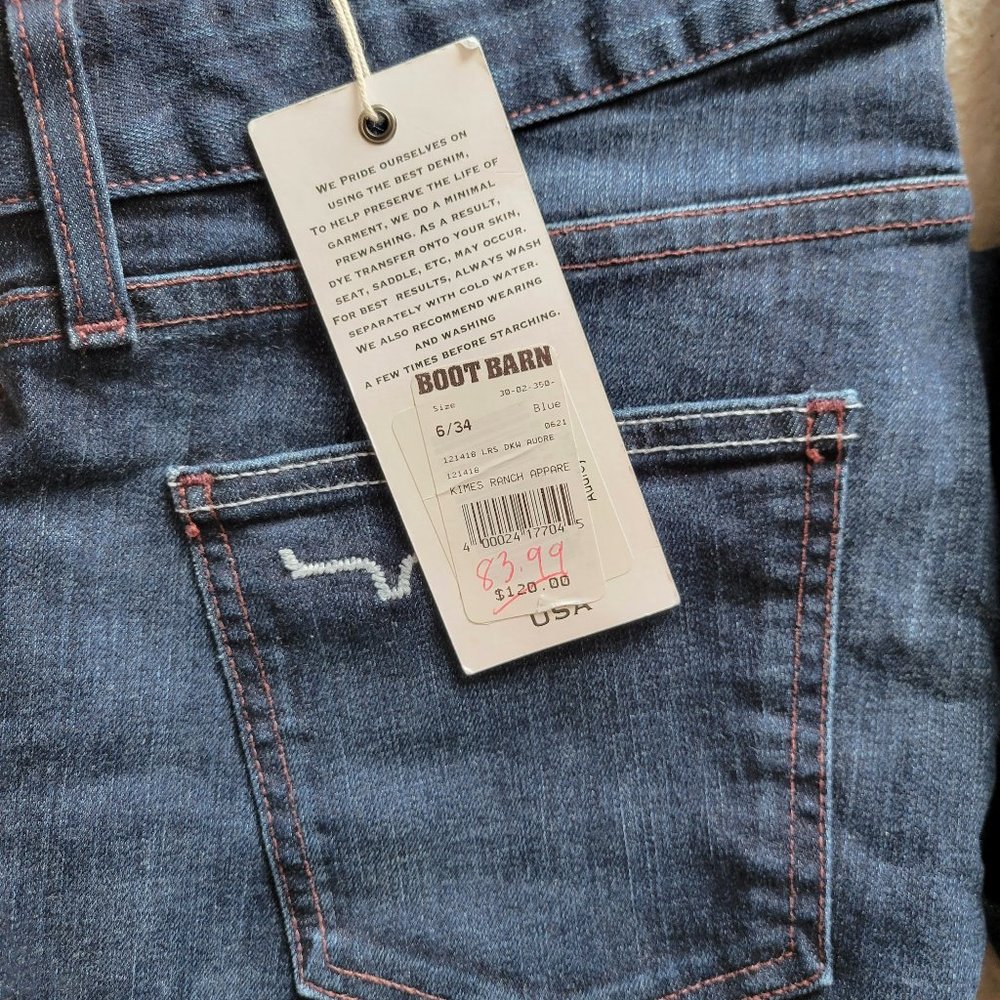 WE PRIDE OURSELVES ON
USING THE BEST DENIM,
TO HELP PRESERVE THE LIFE OF
GARMENT, WE DO A MINIMAL
PREWASHING. AS A RESULT,
DYE TRANSFER ONTO YOUR SKIN,
SEAT, SADDLE, ETC, MAY OCCUR.
FOR BEST RESULTS, ALWAYS WASH
SEPARATELY WITH COLD WATER.
WE ALSO RECOMMEND WEARING
AND WASHING
A FEW TIMES BEFORE STARCHING.
BOOT BARN
Size 30-02-350-
6/34 Blue
0621
121418 LRS DKW AUDRE
121418
KIMES RANCH APPARE
4 00024 17704 5
83.99
$120.00
USA